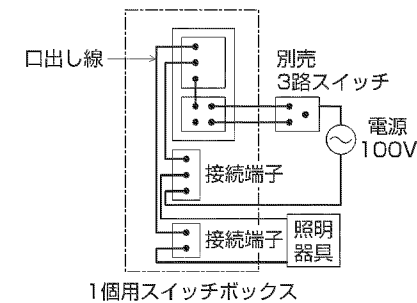 口出し線
別売
3路スイッチ
電源
100V
接続端子
接続端子
照明
器具
1個用スイッチボックス